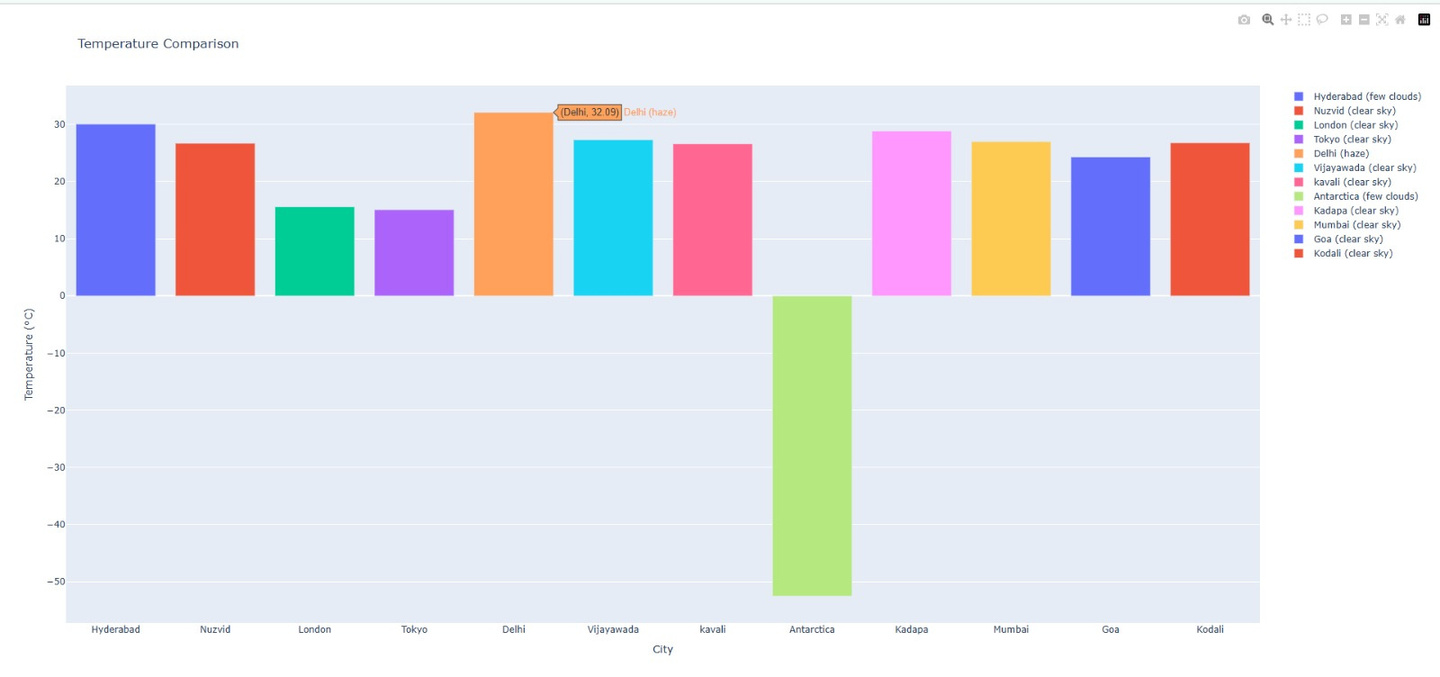 Temperature Comparison
(Delhi, 32.09) Delhi (haze)
30
20
10
0
−10
−20
−30
−40
−50
Temperature (°C)
Hyderabad Nuzvid London Tokyo Delhi Vijayawada kavali Antarctica Kadapa Mumbai Goa Kodali
City
Hyderabad (few clouds)
Nuzvid (clear sky)
London (clear sky)
Tokyo (clear sky)
Delhi (haze)
Vijayawada (clear sky)
kavali (clear sky)
Antarctica (few clouds)
Kadapa (clear sky)
Mumbai (clear sky)
Goa (clear sky)
Kodali (clear sky)